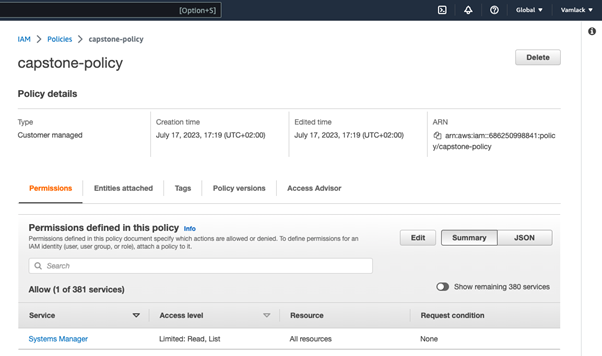 [Option+S]
Global ▼
Vamlack ▼
IAM > Policies > capstone-policy
capstone-policy
Delete
Policy details
Type
Customer managed
Creation time
July 17, 2023, 17:19 (UTC+02:00)
Edited time
July 17, 2023, 17:19 (UTC+02:00)
ARN
arn:aws:iam::686250998841:polic
y/capstone-policy
Permissions
Entities attached
Tags
Policy versions
Access Advisor
Permissions defined in this policy Info
Permissions defined in this policy document specify which actions are allowed or denied. To define permissions for an
IAM identity (user, user group, or role), attach a policy to it.
Edit
Summary
JSON
Search
Allow (1 of 381 services)
Show remaining 380 services
Service
Access level
Resource
Request condition
Systems Manager
Limited: Read, List
All resources
None